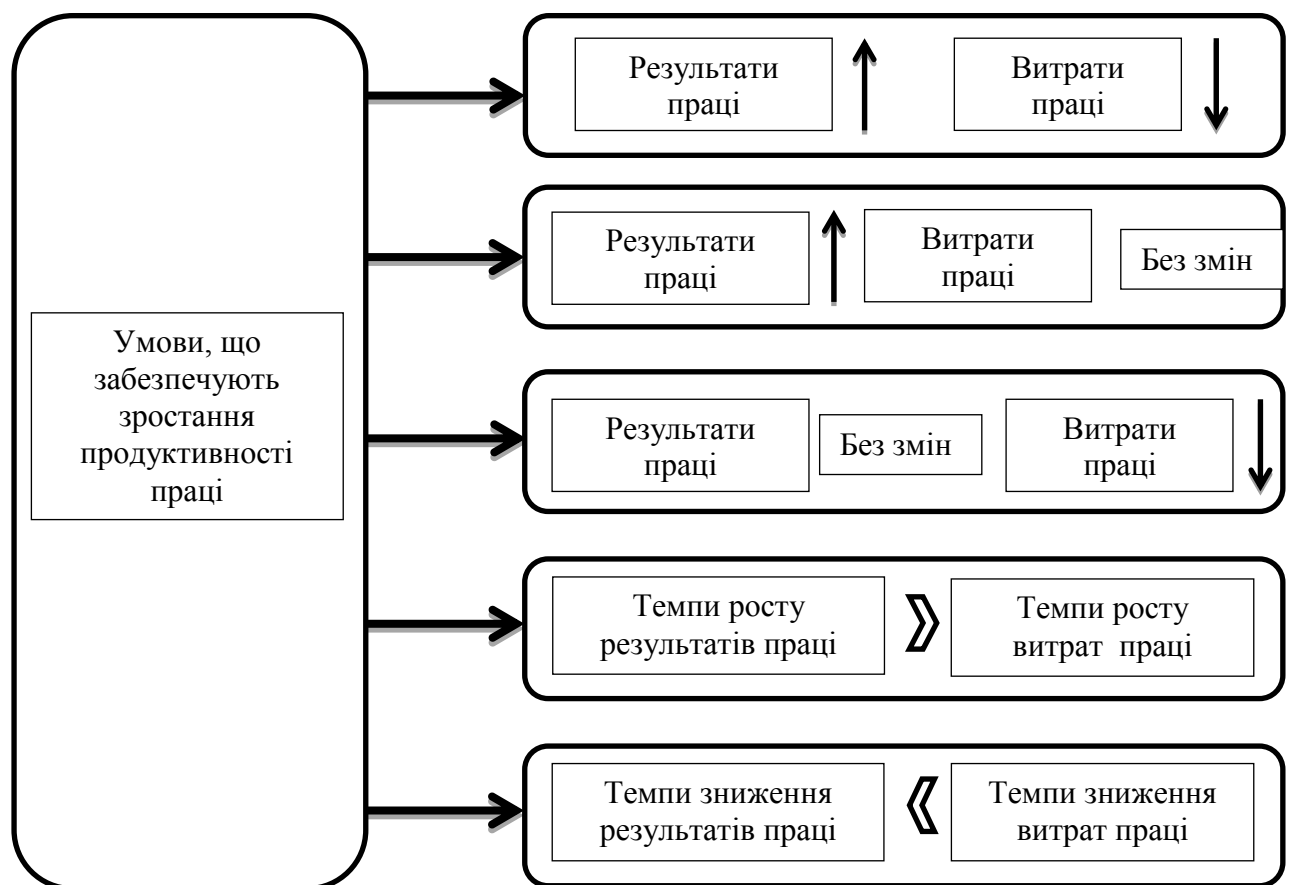 Умови, що
забезпечують
зростання
продуктивності
праці
Результати
праці
Витрати
праці
Результати
праці
Витрати
праці
Без змін
Результати
праці
Без змін
Витрати
праці
Темпи росту
результатів праці
Темпи росту
витрат праці
Темпи зниження
результатів праці
Темпи зниження
витрат праці